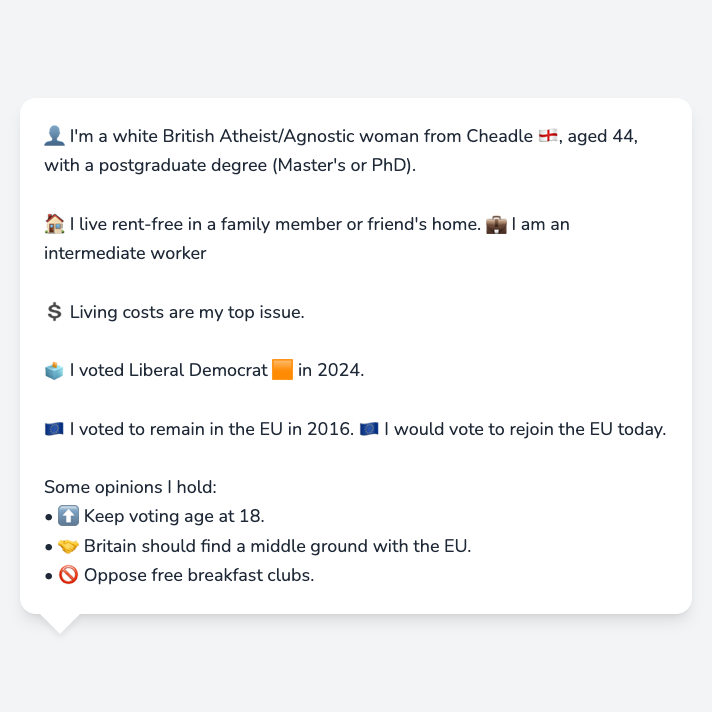 👤 I'm a white British Atheist/Agnostic woman from Cheadle 🏴󠁧󠁢󠁥󠁮󠁧󠁿, aged 44,
with a postgraduate degree (Master's or PhD).
🏠 I live rent-free in a family member or friend's home. 💼 I am an
intermediate worker
💲 Living costs are my top issue.
🗳️ I voted Liberal Democrat 🟧 in 2024.
🇪🇺 I voted to remain in the EU in 2016. 🇪🇺 I would vote to rejoin the EU today.
Some opinions I hold:
• ⬆️ Keep voting age at 18.
• 🤝 Britain should find a middle ground with the EU.
• 🚫 Oppose free breakfast clubs.